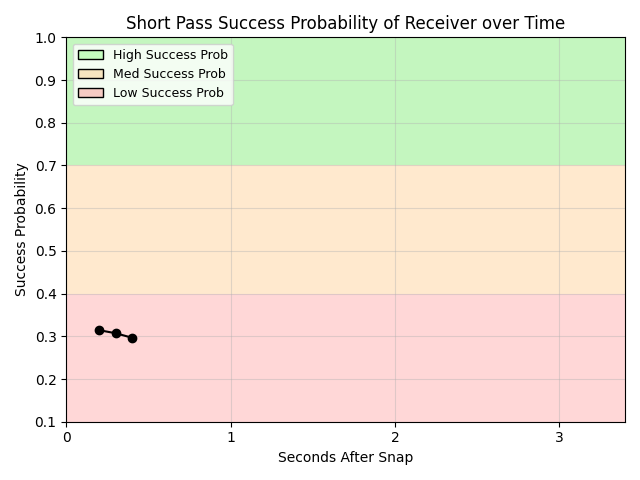 Short Pass Success Probability of Receiver over Time
1.0
0.9
0.8
0.7
0.6
0.5
0.4
0.3
0.2
0.1
Success Probability
High Success Prob
Med Success Prob
Low Success Prob
0 1 2 3
Seconds After Snap